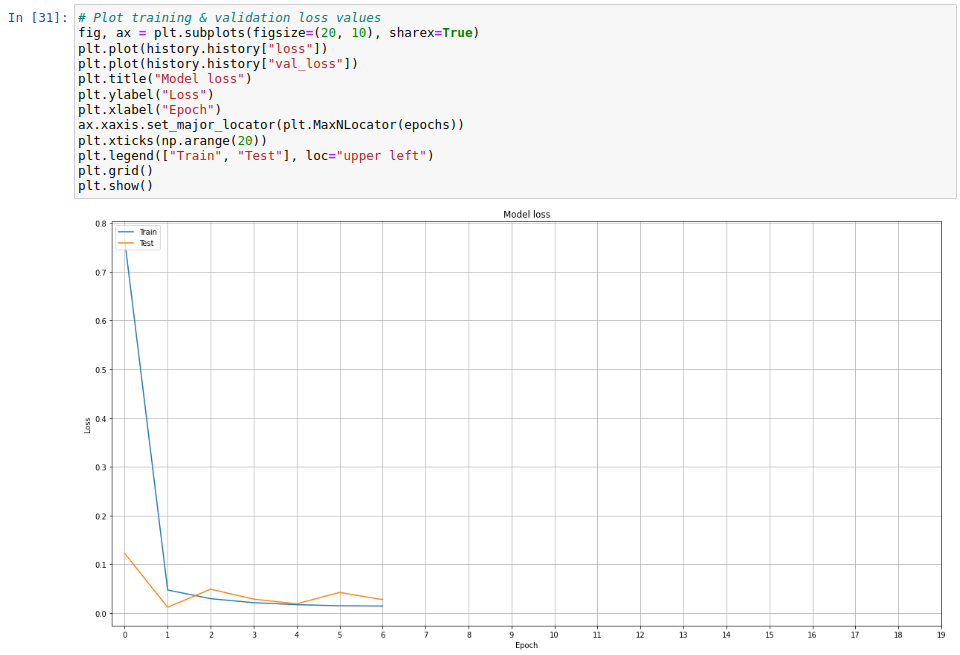 In [31]:
# Plot training & validation loss values
fig, ax = plt.subplots(figsize=(20, 10), sharex=True)
plt.plot(history.history["loss"])
plt.plot(history.history["val_loss"])
plt.title("Model loss")
plt.ylabel("Loss")
plt.xlabel("Epoch")
ax.xaxis.set_major_locator(plt.MaxNLocator(epochs))
plt.xticks(np.arange(20))
plt.legend(["Train", "Test"], loc="upper left")
plt.grid()
plt.show()
Model loss
Train
Test
0.8
0.7
0.6
0.5
0.4
0.3
0.2
0.1
0.0
Loss
0 1 2 3 4 5 6 7 8 9 10 11 12 13 14 15 16 17 18 19
Epoch